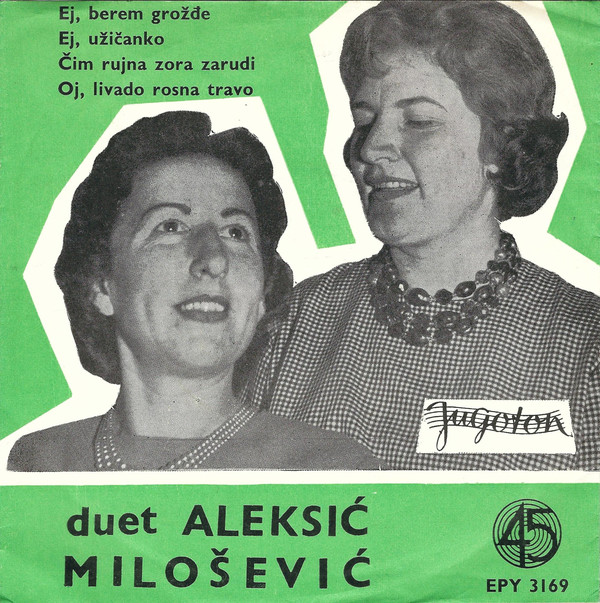 Ej, berem grožđe
Ej, užičanko
Čim rujna zora zarudi
Oj, livado rosna travo
Jugoton
duet ALEKSIĆ
MILOŠEVIĆ
45
EPY 3169